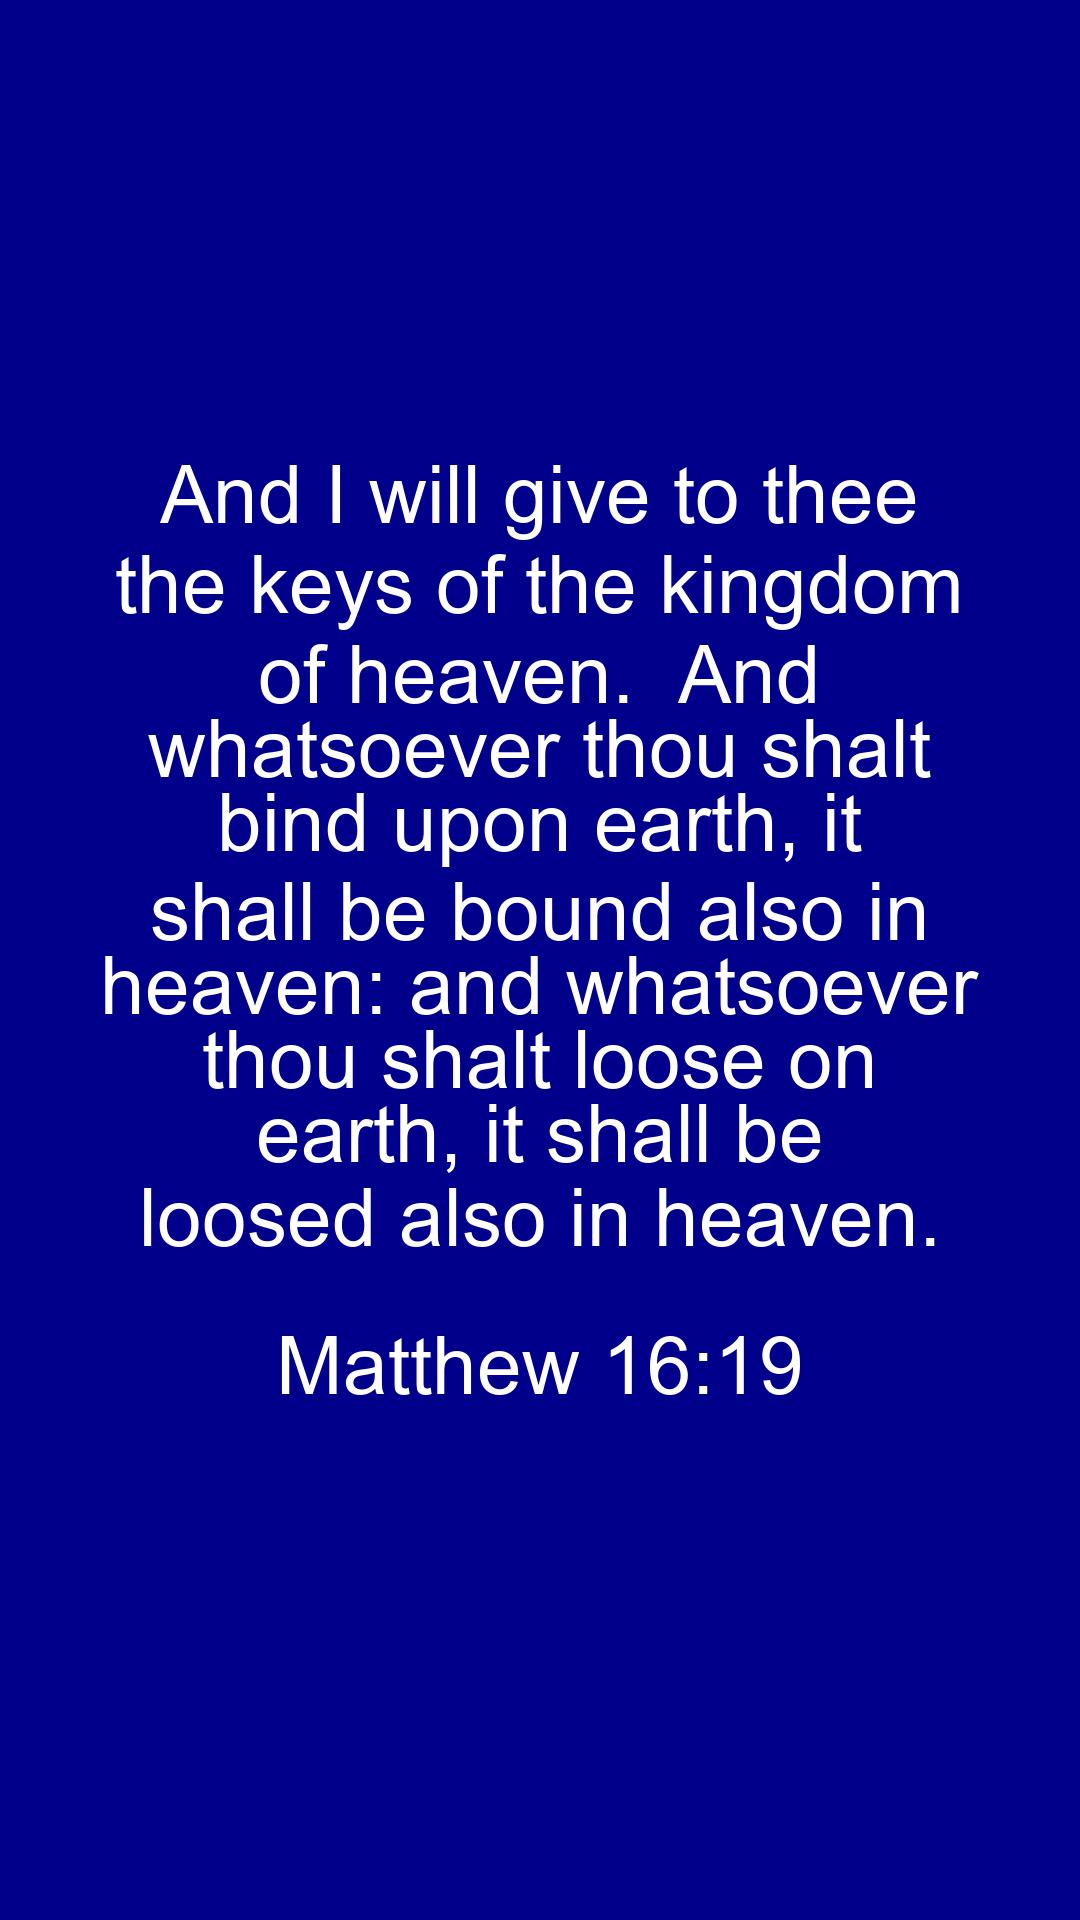 And I will give to thee
the keys of the kingdom
of heaven.  And
whatsoever thou shalt
bind upon earth, it
shall be bound also in
heaven: and whatsoever
thou shalt loose on
earth, it shall be
loosed also in heaven.
Matthew 16:19